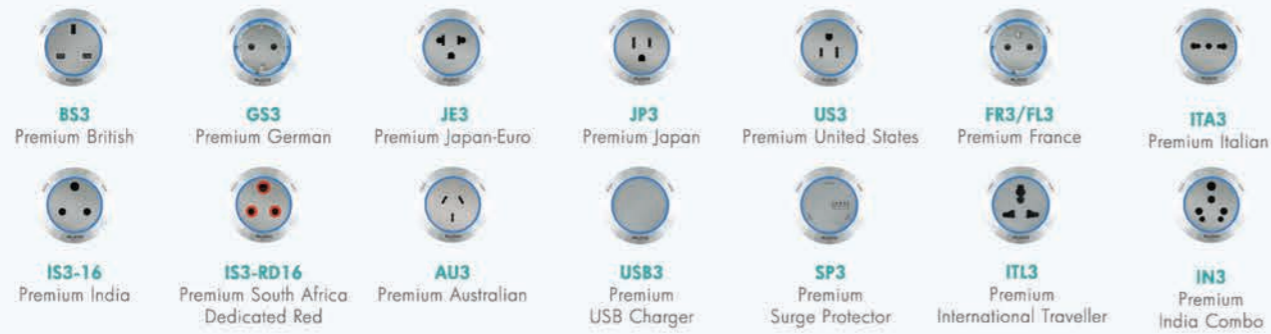 BS3
Premium British
GS3
Premium German
JE3
Premium Japan-Euro
JP3
Premium Japan
US3
Premium United States
FR3/FL3
Premium France
ITA3
Premium Italian
IS3-16
Premium India
IS3-RD16
Premium South Africa
Dedicated Red
AU3
Premium Australian
USB3
Premium
USB Charger
SP3
Premium
Surge Protector
ITL3
Premium
International Traveller
IN3
Premium
India Combo